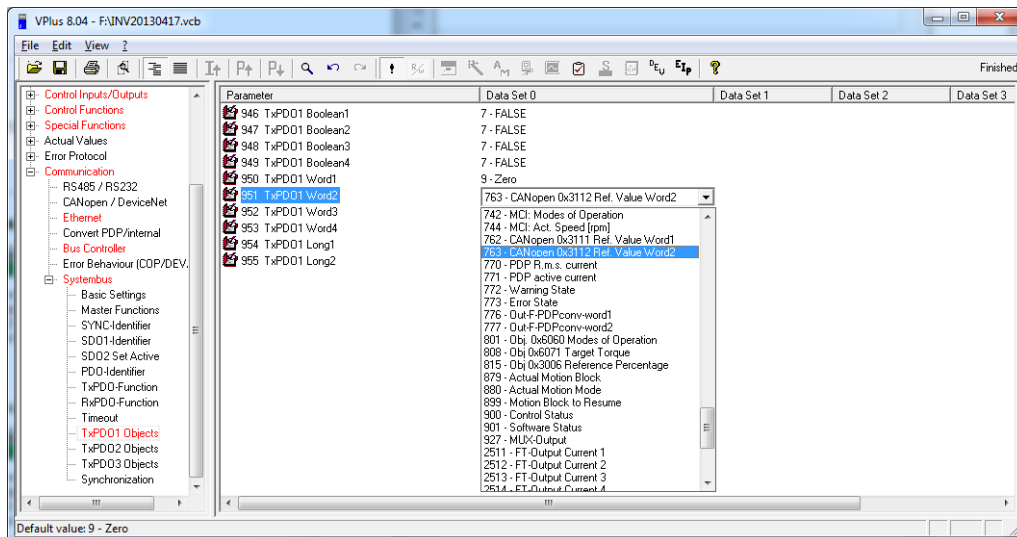 VPlus 8.04 - F:\INV20130417.vcb
File Edit View ?
Finished
Control Inputs/Outputs
Control Functions
Special Functions
Actual Values
Error Protocol
Communication
RS485 / RS232
CANopen / DeviceNet
Ethernet
Convert PDP/internal
Bus Controller
Error Behaviour (COP/DEV.
Systembus
Basic Settings
Master Functions
SYNC-Identifier
SDO1-Identifier
SDO2 Set Active
PDO-Identifier
TxPDO-Function
RxPDO-Function
Timeout
TxPDO1 Objects
TxPDO2 Objects
TxPDO3 Objects
Synchronization
Parameter Data Set 0 Data Set 1 Data Set 2 Data Set 3
946 TxPDO1 Boolean1 7 - FALSE
947 TxPDO1 Boolean2 7 - FALSE
948 TxPDO1 Boolean3 7 - FALSE
949 TxPDO1 Boolean4 7 - FALSE
950 TxPDO1 Word1 9 - Zero
951 TxPDO1 Word2 763 - CANopen 0x3112 Ref. Value Word2
952 TxPDO1 Word3
953 TxPDO1 Word4
954 TxPDO1 Long1
955 TxPDO1 Long2
742 - MCI: Modes of Operation
744 - MCI: Act. Speed [rpm]
762 - CANopen 0x3111 Ref. Value Word1
763 - CANopen 0x3112 Ref. Value Word2
770 - PDP R.m.s. current
771 - PDP active current
772 - Warning State
773 - Error State
776 - Out-F-PDPconv-word1
777 - Out-F-PDPconv-word2
801 - Obj. 0x6060 Modes of Operation
808 - Obj 0x6071 Target Torque
815 - Obj 0x3006 Reference Percentage
879 - Actual Motion Block
880 - Actual Motion Mode
899 - Motion Block to Resume
900 - Control Status
901 - Software Status
927 - MUX-Output
2511 - FT-Output Current 1
2512 - FT-Output Current 2
2513 - FT-Output Current 3
2514 - FT-Output Current 4
Default value: 9 - Zero